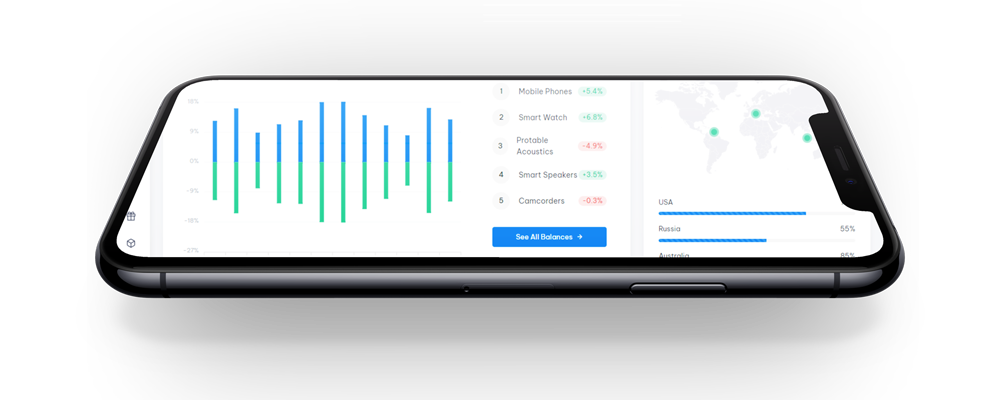 18%
0%
-9%
-18%
-27%
1 Mobile Phones +5.4%
2 Smart Watch +6.8%
3 Protable
Acoustics -4.9%
4 Smart Speakers +3.5%
5 Camcorders -0.3%
See All Balances →
USA
Russia 55%
Australia 85%